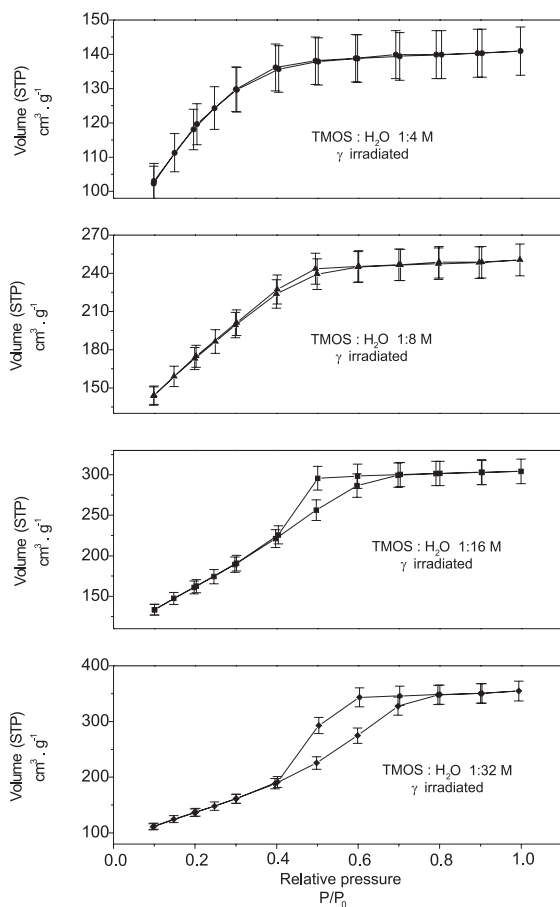 140
130
120
110
100
Volume (STP)
cm³ . g⁻¹
TMOS : H₂O 1:4 M
γ irradiated
270
240
210
180
150
Volume (STP)
cm³ . g⁻¹
TMOS : H₂O 1:8 M
γ irradiated
300
250
200
150
Volume (STP)
cm³ . g⁻¹
TMOS : H₂O 1:16 M
γ irradiated
400
300
200
100
Volume (STP)
cm³ . g⁻¹
TMOS : H₂O 1:32 M
γ irradiated
0.0 0.2 0.4 0.6 0.8 1.0
Relative pressure
P/P₀